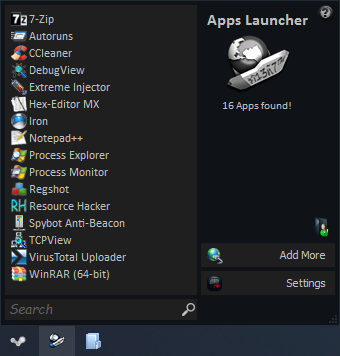 7-Zip
Autoruns
CCleaner
DebugView
Extreme Injector
Hex-Editor MX
Iron
Notepad++
Process Explorer
Process Monitor
Regshot
Resource Hacker
Spybot Anti-Beacon
TCPView
VirusTotal Uploader
WinRAR (64-bit)
Search
Apps Launcher
16 Apps found!
Add More
Settings